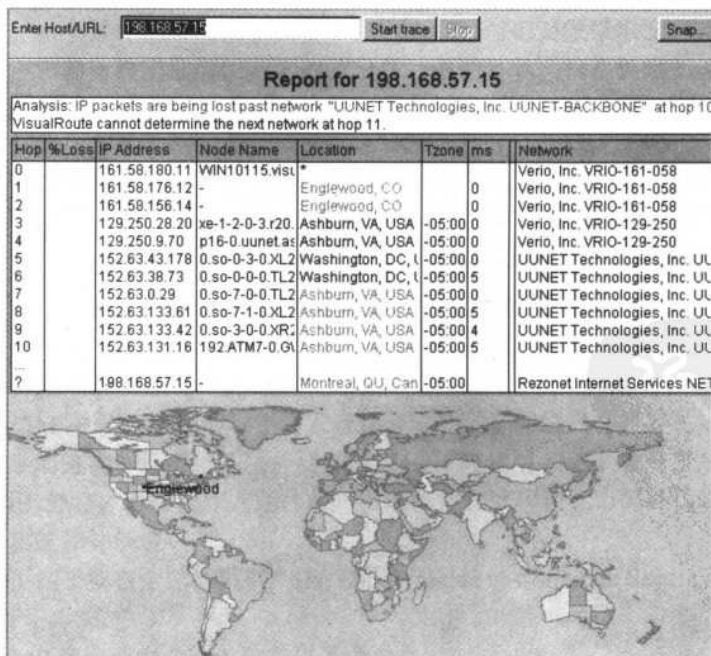 Enter Host/URL: 198.168.57.15 Start trace Stop Snap...
Report for 198.168.57.15
Analysis: IP packets are being lost past network "UUNET Technologies, Inc. UUNET-BACKBONE" at hop 10
VisualRoute cannot determine the next network at hop 11.
Hop %Loss IP Address Node Name Location Tzone ms Network
0 161.58.180.11 WIN10115.visu * Verio, Inc. VRIO-161-058
1 161.58.176.12 - Englewood, CO 0 Verio, Inc. VRIO-161-058
2 161.58.156.14 - Englewood, CO 0 Verio, Inc. VRIO-161-058
3 129.250.28.20 xe-1-2-0-3.r20. Ashburn, VA, USA -05:00 0 Verio, Inc. VRIO-129-250
4 129.250.9.70 p16-0.uunet.as Ashburn, VA, USA -05:00 0 Verio, Inc. VRIO-129-250
5 152.63.43.178 0.so-0-3-0.XL2 Washington, DC, -05:00 0 UUNET Technologies, Inc. UU
6 152.63.38.73 0.so-0-0-0.TL2 Washington, DC, -05:00 5 UUNET Technologies, Inc. UU
7 152.63.0.29 0.so-7-0-0.TL2 Ashburn, VA, USA -05:00 0 UUNET Technologies, Inc. UU
8 152.63.133.61 0.so-7-1-0.XL2 Ashburn, VA, USA -05:00 5 UUNET Technologies, Inc. UU
9 152.63.133.42 0.so-3-0-0.XR2 Ashburn, VA, USA -05:00 4 UUNET Technologies, Inc. UU
10 152.63.131.16 192.ATM7-0.G Ashburn, VA, USA -05:00 5 UUNET Technologies, Inc. UU
...
? 198.168.57.15 - Montreal, QU, Can -05:00 Rezonet Internet Services NET
Englewood